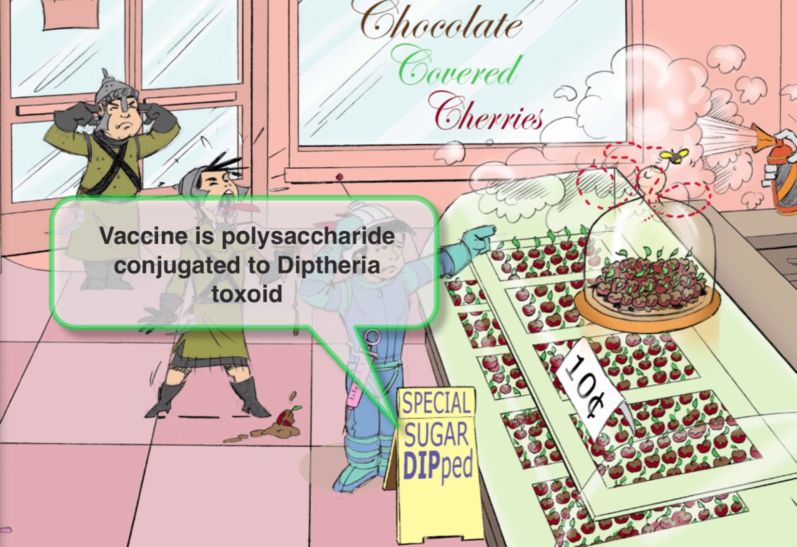 Chocolate
Covered
Cherries
Vaccine is polysaccharide
conjugated to Diptheria
toxoid
10¢
SPECIAL
SUGAR
DIPped